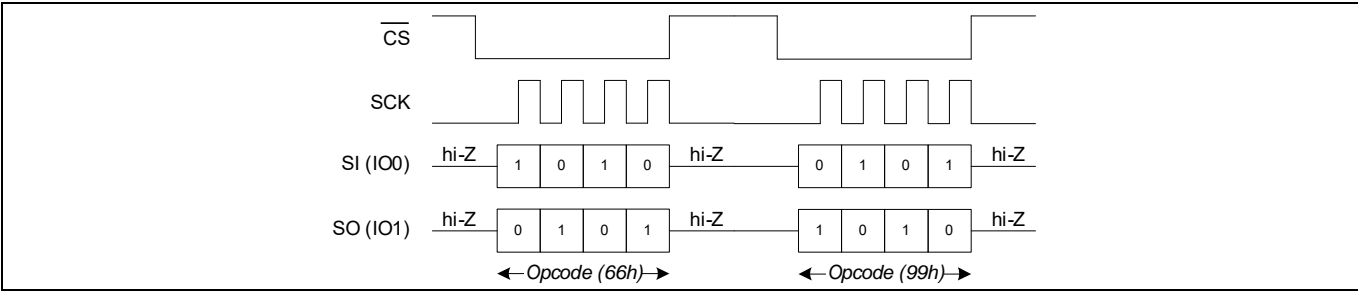 CS
SCK
SI (IO0) hi-Z 1 0 1 0 hi-Z 0 1 0 1 hi-Z
SO (IO1) hi-Z 0 1 0 1 hi-Z 1 0 1 0 hi-Z
Opcode (66h) Opcode (99h)